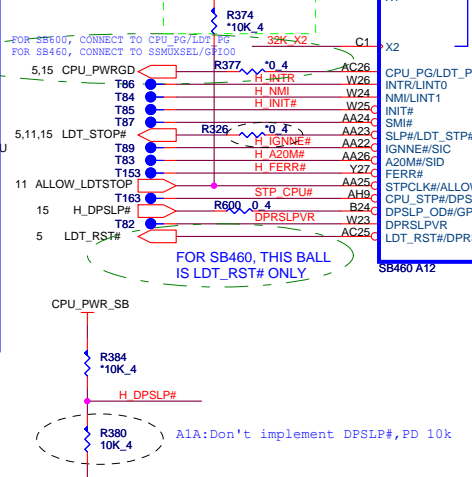 R374
*10K_4
FOR SB600, CONNECT TO CPU_PG/LDT_PG
FOR SB460, CONNECT TO SSMUXSEL/GPIO0
32K_X2
C1
X2
5,15 CPU_PWRGD
R377
*0_4
AC26
CPU_PG/LDT_P
T86
H_INTR
W26
INTR/LINT0
T84
H_NMI
W24
NMI/LINT1
T85
H_INIT#
W25
INIT#
T87
AA24
SMI#
5,11,15 LDT_STOP#
R326
*0_4
AA23
SLP#/LDT_STP#
U
T89
H_IGNNE#
AA22
IGNNE#/SIC
T83
H_A20M#
AA26
A20M#/SID
T153
H_FERR#
Y27
FERR#
11 ALLOW_LDTSTOP
AA25
STPCLK#/ALLOW
T163
STP_CPU#
AH9
CPU_STP#/DPS
15 H_DPSLP#
R600
0_4
B24
DPSLP_OD#/GP
T82
DPRSLPVR
W23
DPRSLPVR
5 LDT_RST#
AC25
LDT_RST#/DPR
FOR SB460, THIS BALL
IS LDT_RST# ONLY
SB460 A12
CPU_PWR_SB
R384
*10K_4
H_DPSLP#
R380
10K_4
A1A:Don't implement DPSLP#,PD 10k